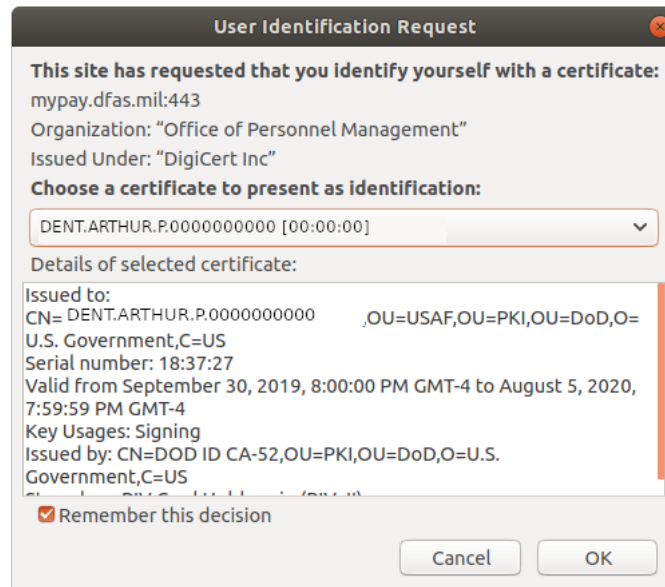 User Identification Request
This site has requested that you identify yourself with a certificate:
mypay.dfas.mil:443
Organization: “Office of Personnel Management”
Issued Under: “DigiCert Inc”
Choose a certificate to present as identification:
DENT.ARTHUR.P.0000000000 [00:00:00]
Details of selected certificate:
Issued to:
CN= DENT.ARTHUR.P.0000000000 ,OU=USAF,OU=PKI,OU=DoD,O=
U.S. Government,C=US
Serial number: 18:37:27
Valid from September 30, 2019, 8:00:00 PM GMT-4 to August 5, 2020,
7:59:59 PM GMT-4
Key Usages: Signing
Issued by: CN=DOD ID CA-52,OU=PKI,OU=DoD,O=U.S.
Government,C=US
Remember this decision
Cancel OK